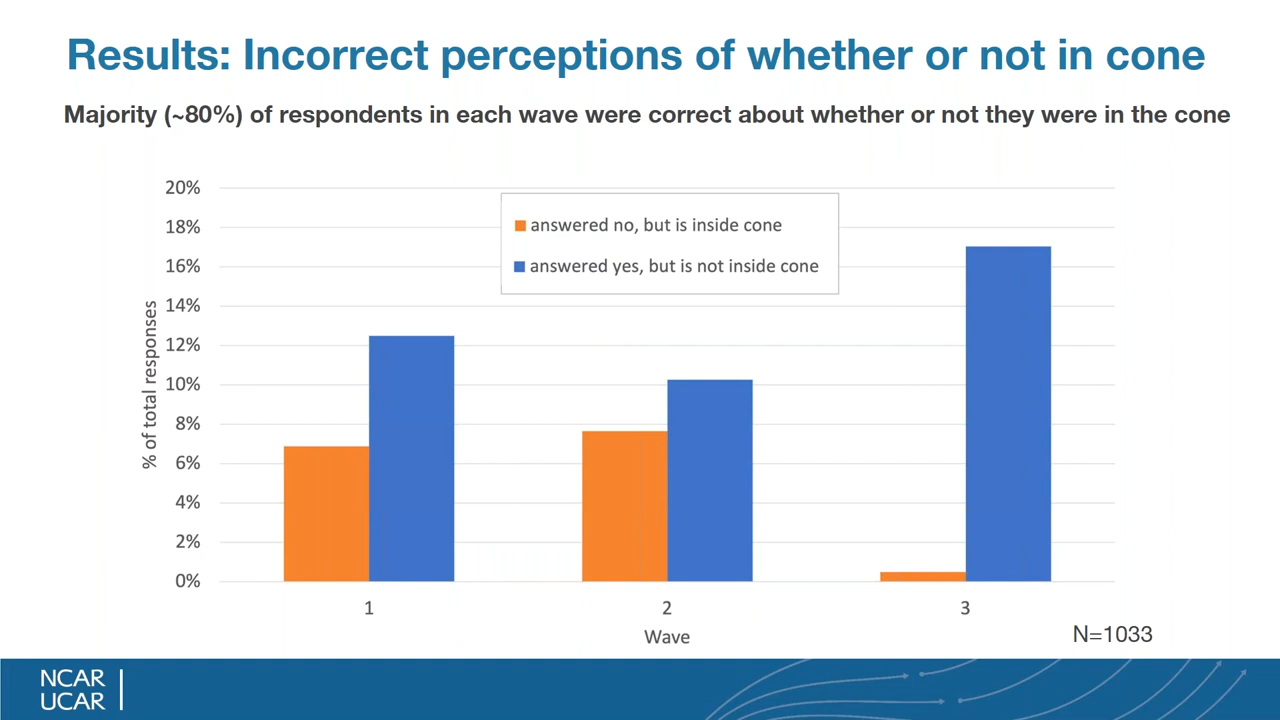 Results: Incorrect perceptions of whether or not in cone
Majority (~80%) of respondents in each wave were correct about whether or not they were in the cone
20%
18%
16%
14%
12%
10%
8%
6%
4%
2%
0%
% of total responses
answered no, but is inside cone
answered yes, but is not inside cone
1
2
3
Wave
N=1033
NCAR
UCAR